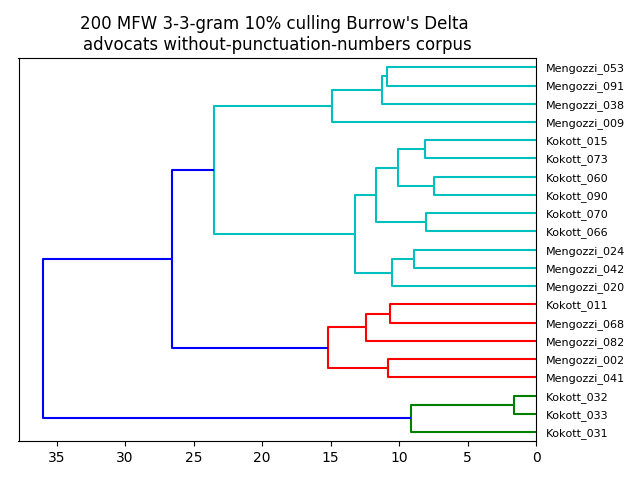 200 MFW 3-3-gram 10% culling Burrow's Delta
advocats without-punctuation-numbers corpus
Mengozzi_053
Mengozzi_091
Mengozzi_038
Mengozzi_009
Kokott_015
Kokott_073
Kokott_060
Kokott_090
Kokott_070
Kokott_066
Mengozzi_024
Mengozzi_042
Mengozzi_020
Kokott_011
Mengozzi_068
Mengozzi_082
Mengozzi_002
Mengozzi_041
Kokott_032
Kokott_033
Kokott_031
35 30 25 20 15 10 5 0